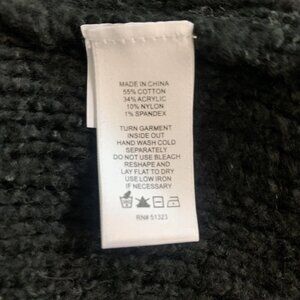 MADE IN CHINA
55% COTTON
34% ACRYLIC
10% NYLON
1% SPANDEX
TURN GARMENT
INSIDE OUT
HAND WASH COLD
SEPARATELY
DO NOT USE BLEACH
RESHAPE AND
LAY FLAT TO DRY
USE LOW IRON
IF NECESSARY
RN# 51323